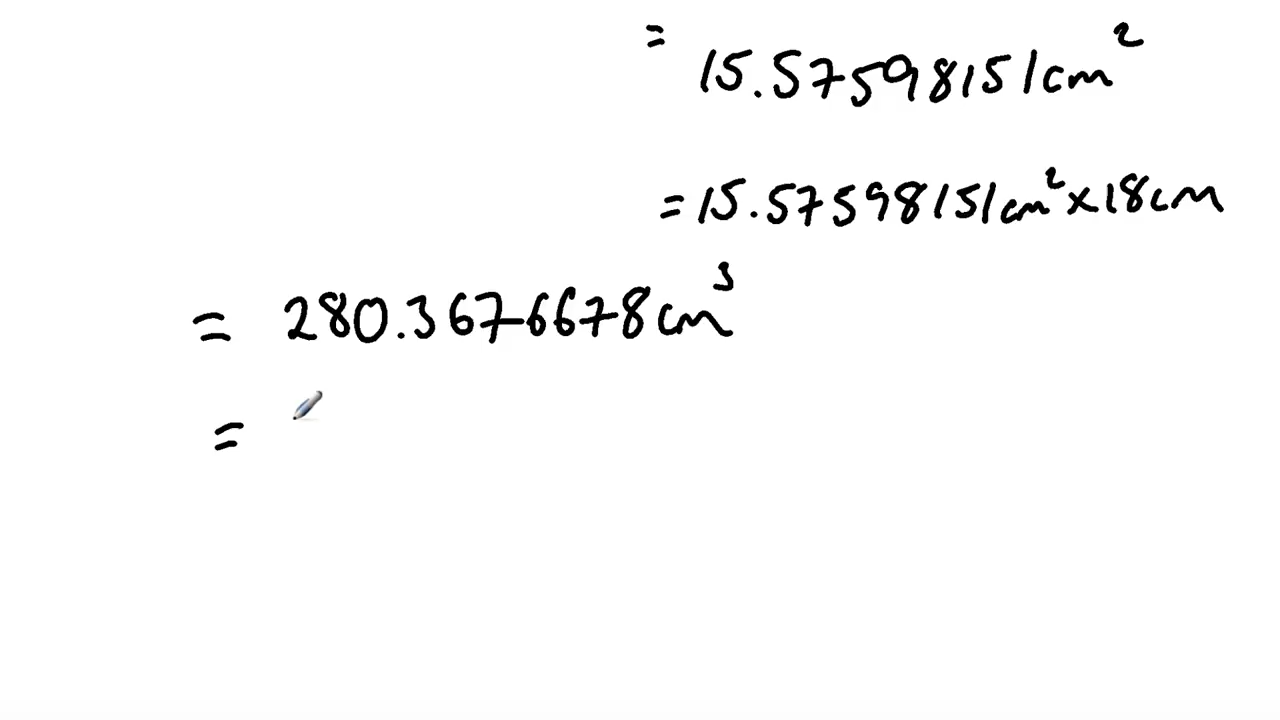 =
15.57598151cm²
=15.57598151cm²×18cm
= 280.3676678cm³
=